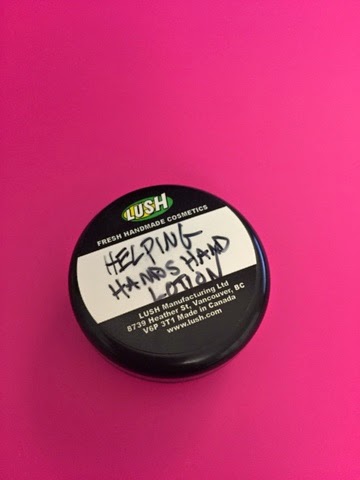 LUSH
FRESH HANDMADE COSMETICS
HELPING
HANDS HAND
LOTION
LUSH Manufacturing Ltd
8739 Heather St, Vancouver, BC
V6P 3T1 Made in Canada
www.lush.com